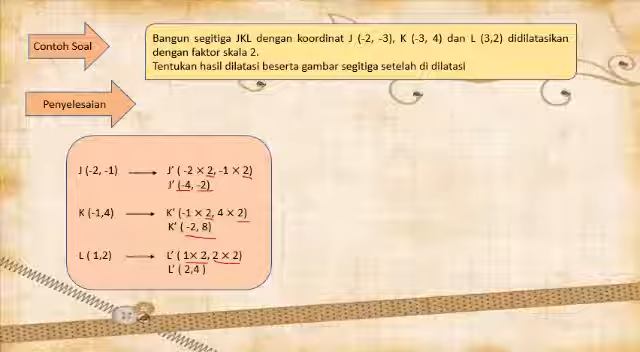 Contoh Soal
Bangun segitiga JKL dengan koordinat J (-2, -3), K (-3, 4) dan L (3,2) didilatasikan
dengan faktor skala 2.
Tentukan hasil dilatasi beserta gambar segitiga setelah di dilatasi
Penyelesaian
J (-2, -1) → J' ( -2 × 2, -1 × 2)
J' (-4, -2)
K (-1,4) → K' (-1 × 2, 4 × 2)
K' ( -2, 8)
L ( 1,2) → L' ( 1× 2, 2 × 2)
L' ( 2,4 )